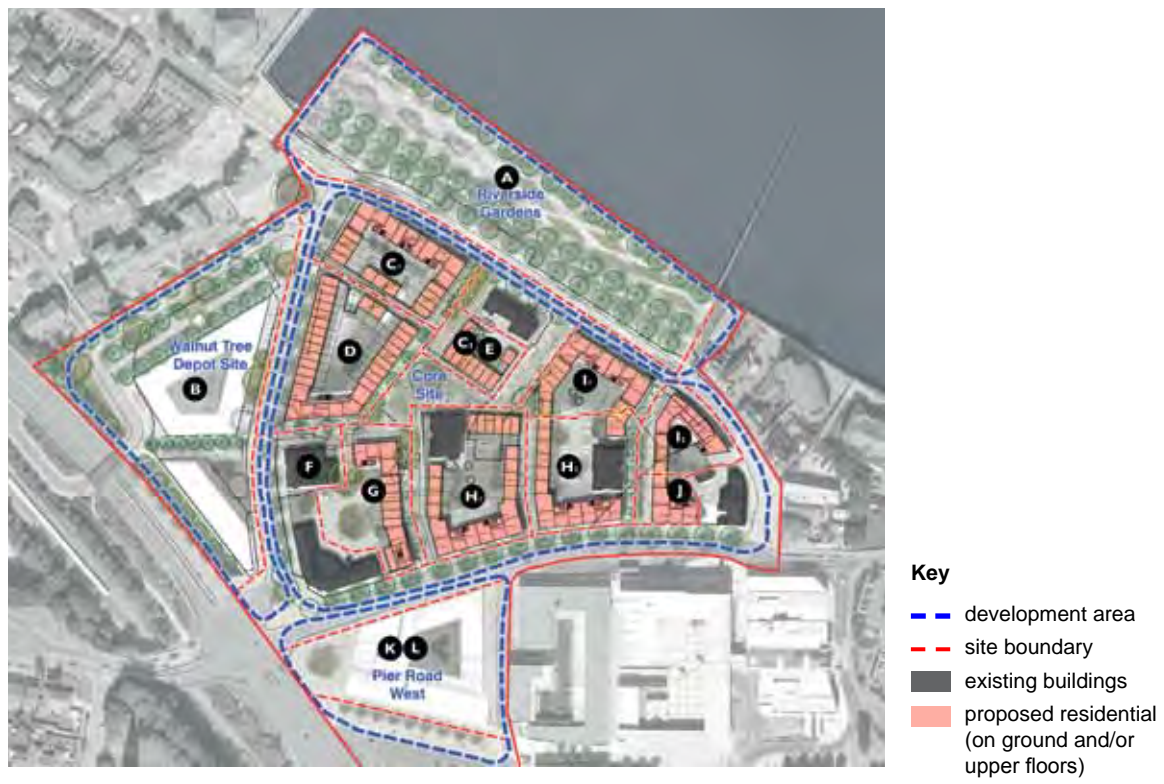 A
Riverside
Gardens
C
Walnut Tree
Depot Site
B
D
C
E
Core
Site
I
F
G
H
H
I
J
K L
Pier Road
West
Key
development area
site boundary
existing buildings
proposed residential
(on ground and/or
upper floors)